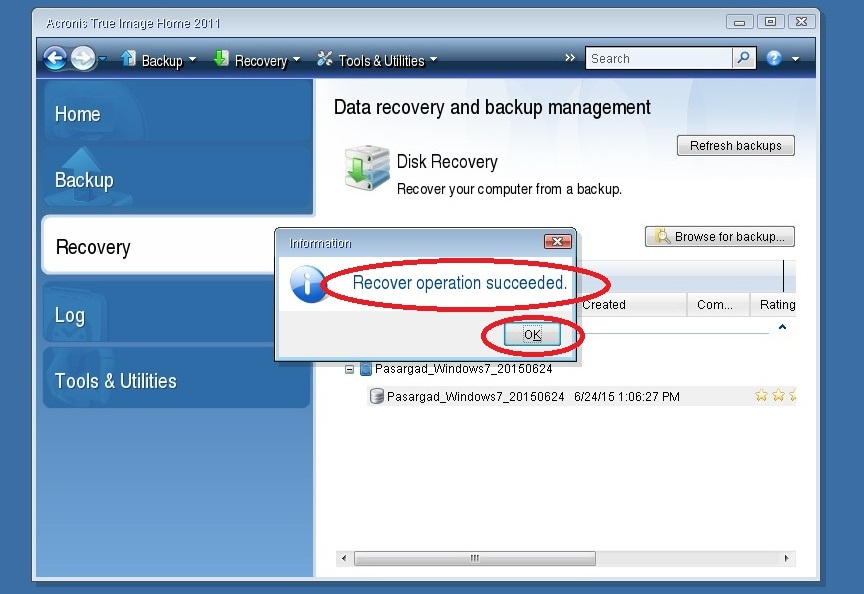 Acronis True Image Home 2011
Backup Recovery Tools & Utilities » Search ?
Home
Backup
Recovery
Log
Tools & Utilities
Data recovery and backup management
Refresh backups
Disk Recovery
Recover your computer from a backup.
Browse for backup...
Information
Recover operation succeeded.
OK
Created Com... Rating
Pasargad_Windows7_20150624
Pasargad_Windows7_20150624 6/24/15 1:06:27 PM